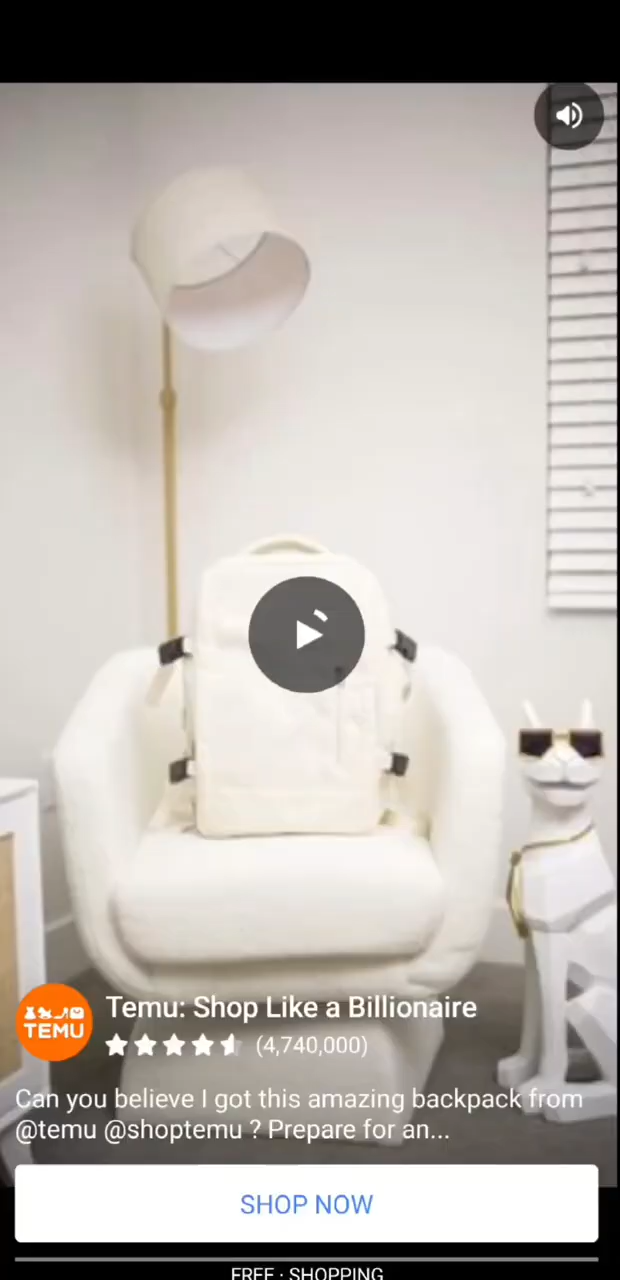 TEMU
Temu: Shop Like a Billionaire
(4,740,000)
Can you believe I got this amazing backpack from
@temu @shoptemu ? Prepare for an...
SHOP NOW
FREE : SHOPPING